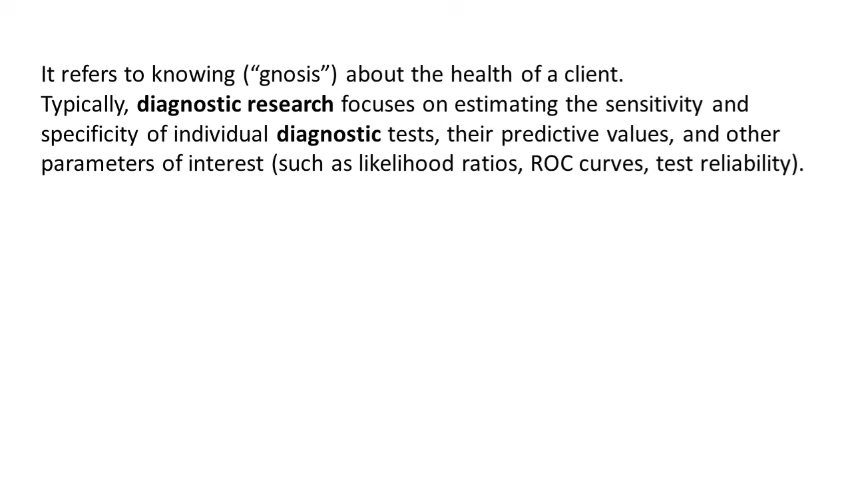 It refers to knowing (“gnosis”) about the health of a client.
Typically, diagnostic research focuses on estimating the sensitivity and
specificity of individual diagnostic tests, their predictive values, and other
parameters of interest (such as likelihood ratios, ROC curves, test reliability).